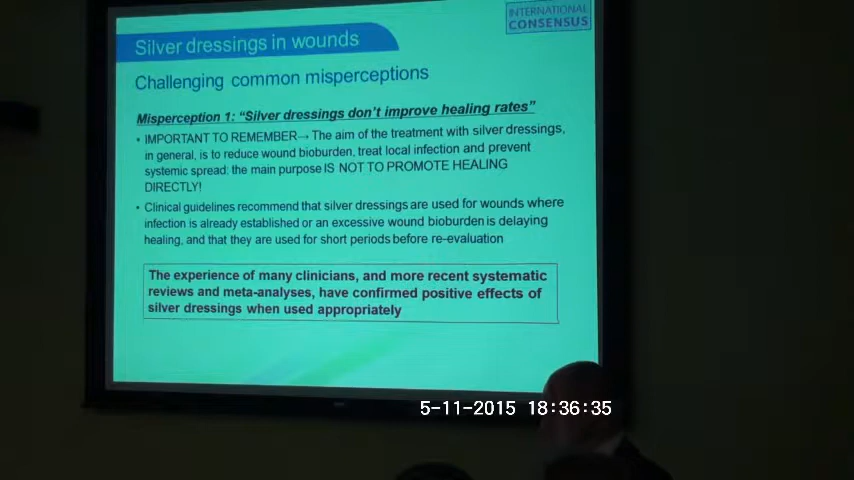 INTERNATIONAL
CONSENSUS
Silver dressings in wounds
Challenging common misperceptions
Misperception 1: “Silver dressings don’t improve healing rates”
• IMPORTANT TO REMEMBER→ The aim of the treatment with silver dressings,
in general, is to reduce wound bioburden, treat local infection and prevent
systemic spread; the main purpose IS NOT TO PROMOTE HEALING
DIRECTLY!
• Clinical guidelines recommend that silver dressings are used for wounds where
infection is already established or an excessive wound bioburden is delaying
healing, and that they are used for short periods before re-evaluation
The experience of many clinicians, and more recent systematic
reviews and meta-analyses, have confirmed positive effects of
silver dressings when used appropriately
5-11-2015 18:36:35